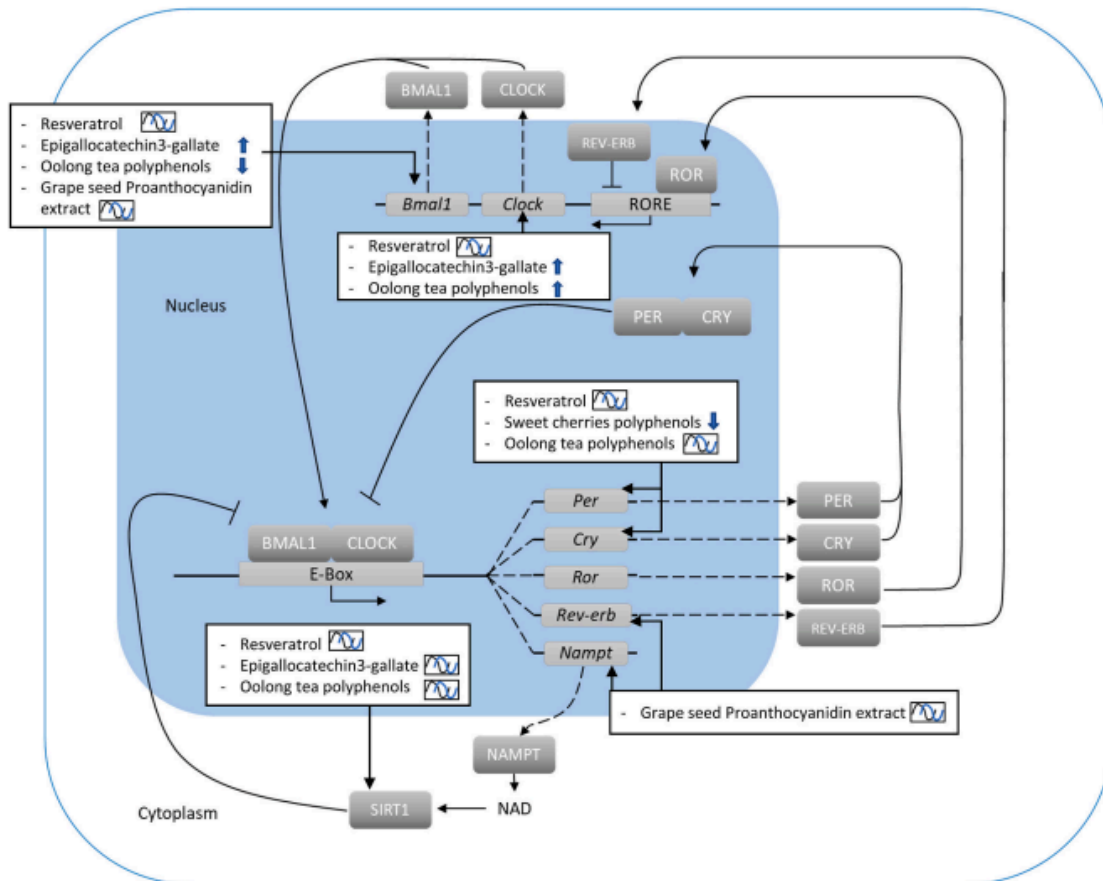 BMAL1
CLOCK
- Resveratrol
- Epigallocatechin3-gallate
- Oolong tea polyphenols
- Grape seed Proanthocyanidin
extract
REV-ERB
ROR
Bmal1
Clock
RORE
- Resveratrol
- Epigallocatechin3-gallate
- Oolong tea polyphenols
Nucleus
PER
CRY
- Resveratrol
- Sweet cherries polyphenols
- Oolong tea polyphenols
Per
PER
BMAL1
CLOCK
Cry
CRY
E-Box
Ror
ROR
Rev-erb
REV-ERB
- Resveratrol
- Epigallocatechin3-gallate
- Oolong tea polyphenols
Nampt
- Grape seed Proanthocyanidin extract
NAMPT
Cytoplasm
SIRT1
NAD